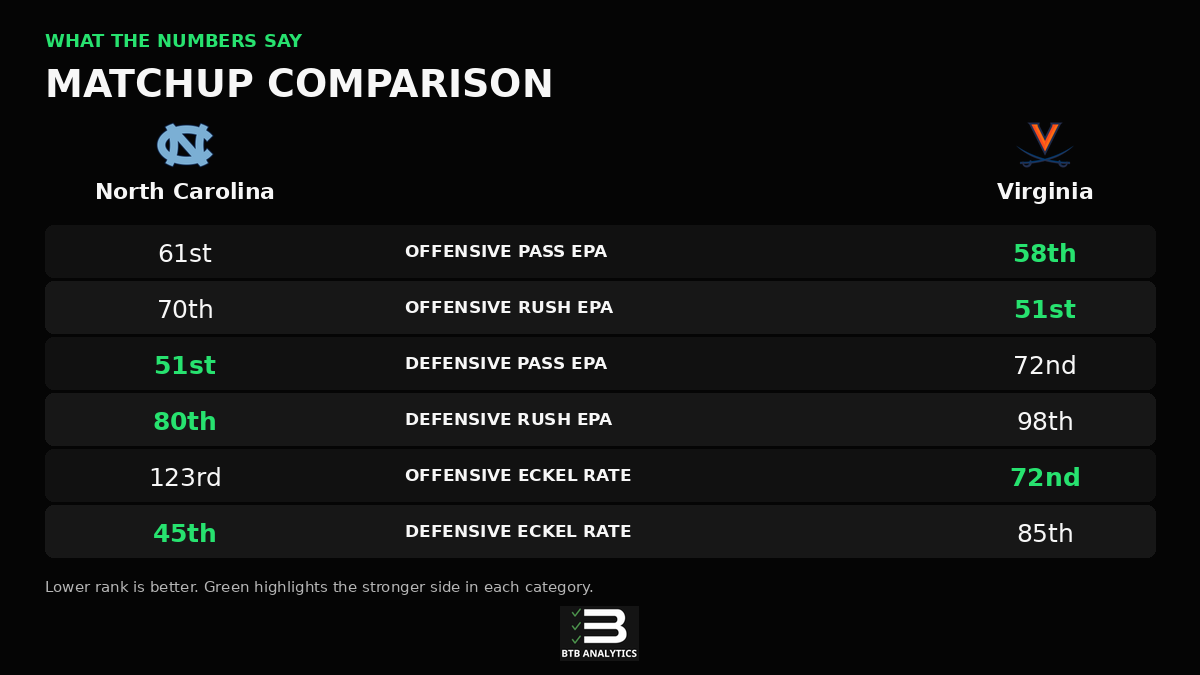 WHAT THE NUMBERS SAY
MATCHUP COMPARISON
NC
V
North Carolina
Virginia
61st OFFENSIVE PASS EPA 58th
70th OFFENSIVE RUSH EPA 51st
51st DEFENSIVE PASS EPA 72nd
80th DEFENSIVE RUSH EPA 98th
123rd OFFENSIVE ECKEL RATE 72nd
45th DEFENSIVE ECKEL RATE 85th
Lower rank is better. Green highlights the stronger side in each category.
B
BTB ANALYTICS